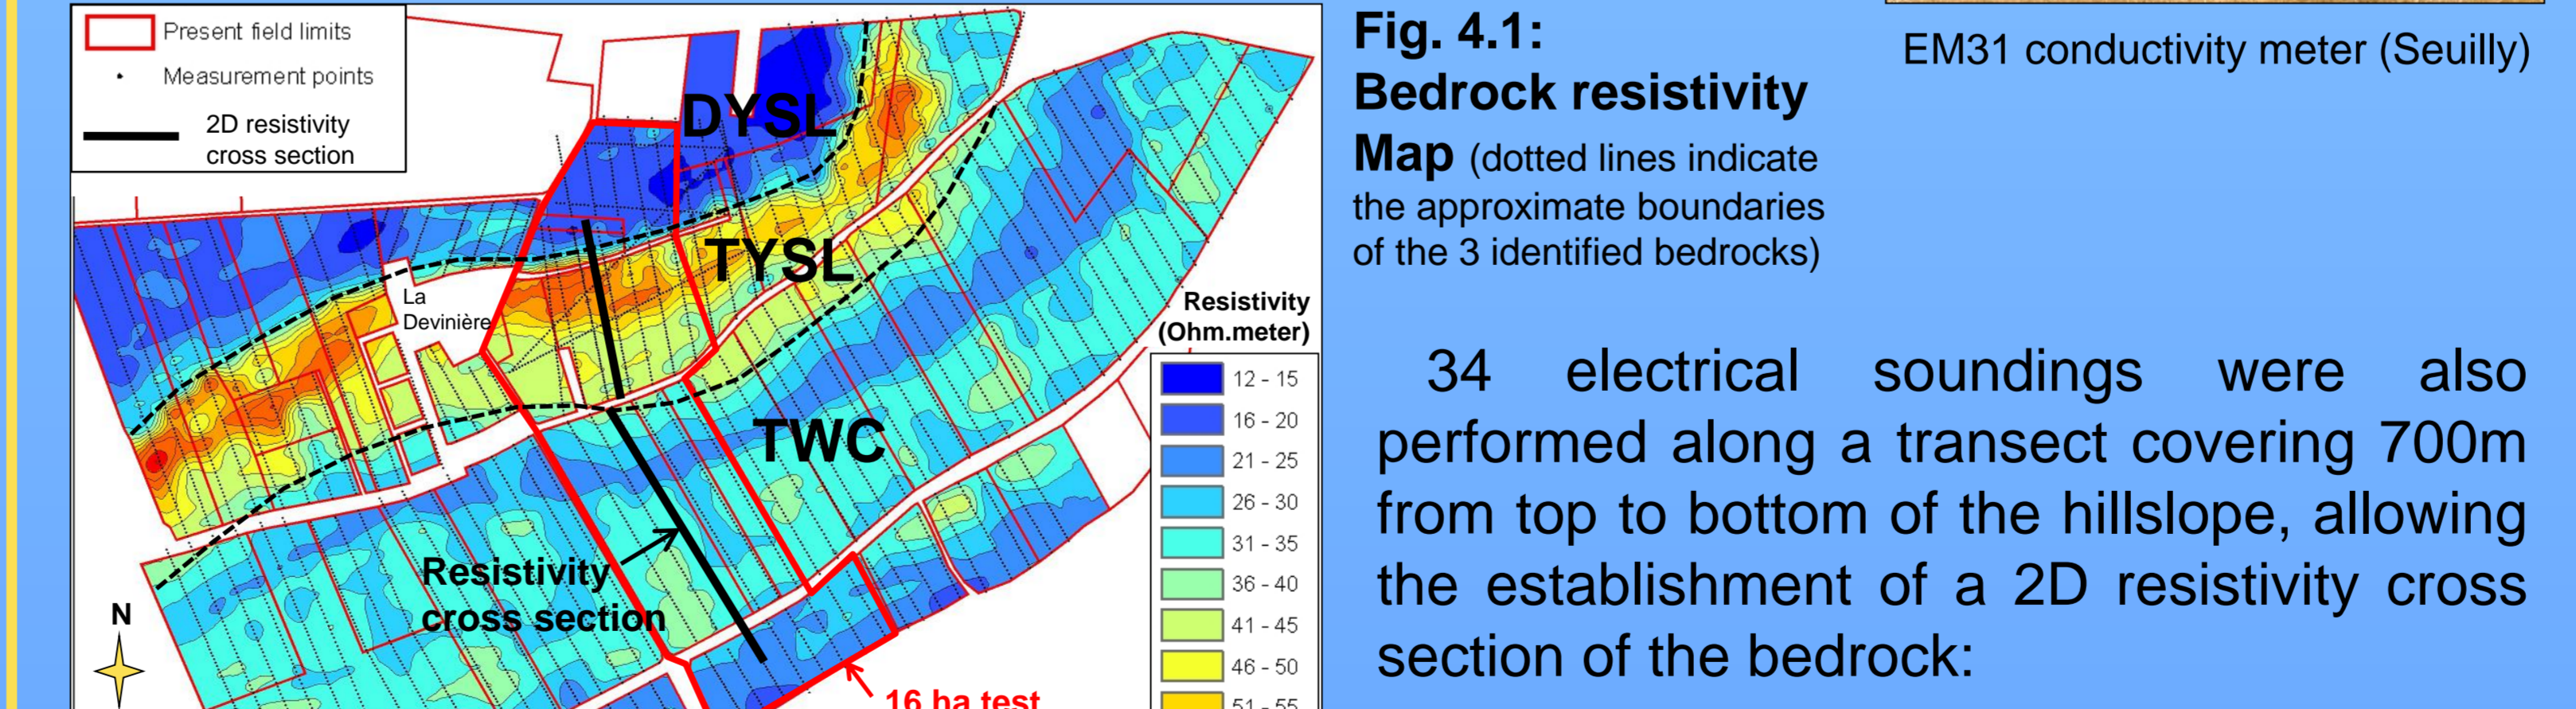 Present field limits
Measurement points
2D resistivity
cross section
DYSL
TYSL
TWC
La
Devinière
Resistivity
cross section
N
16 ha test
Resistivity
(Ohm.meter)
12 - 15
16 - 20
21 - 25
26 - 30
31 - 35
36 - 40
41 - 45
46 - 50
51 - 55
Fig. 4.1:
Bedrock resistivity
Map (dotted lines indicate
the approximate boundaries
of the 3 identified bedrocks)
EM31 conductivity meter (Seuilly)
34 electrical soundings were also
performed along a transect covering 700m
from top to bottom of the hillslope, allowing
the establishment of a 2D resistivity cross
section of the bedrock: